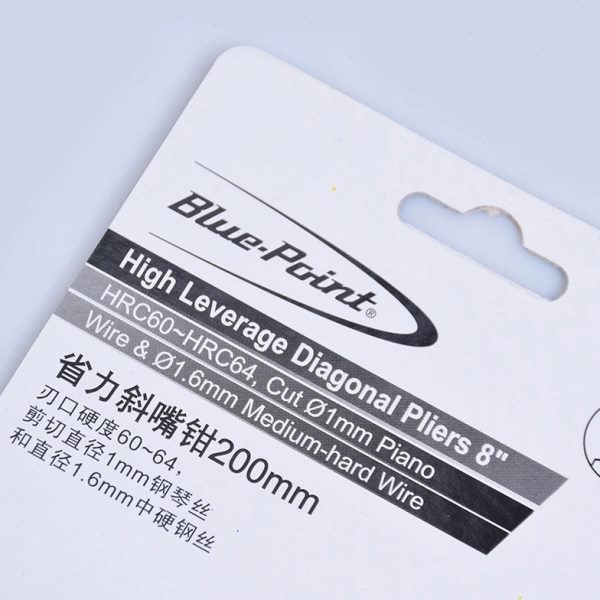 Blue-Point®
High Leverage Diagonal Pliers 8"
HRC60~HRC64, Cut Ø1mm Piano
Wire & Ø1.6mm Medium-hard Wire
省力斜嘴钳200mm
刃口硬度60~64,
剪切直径1mm钢琴丝
和直径1.6mm中硬钢丝